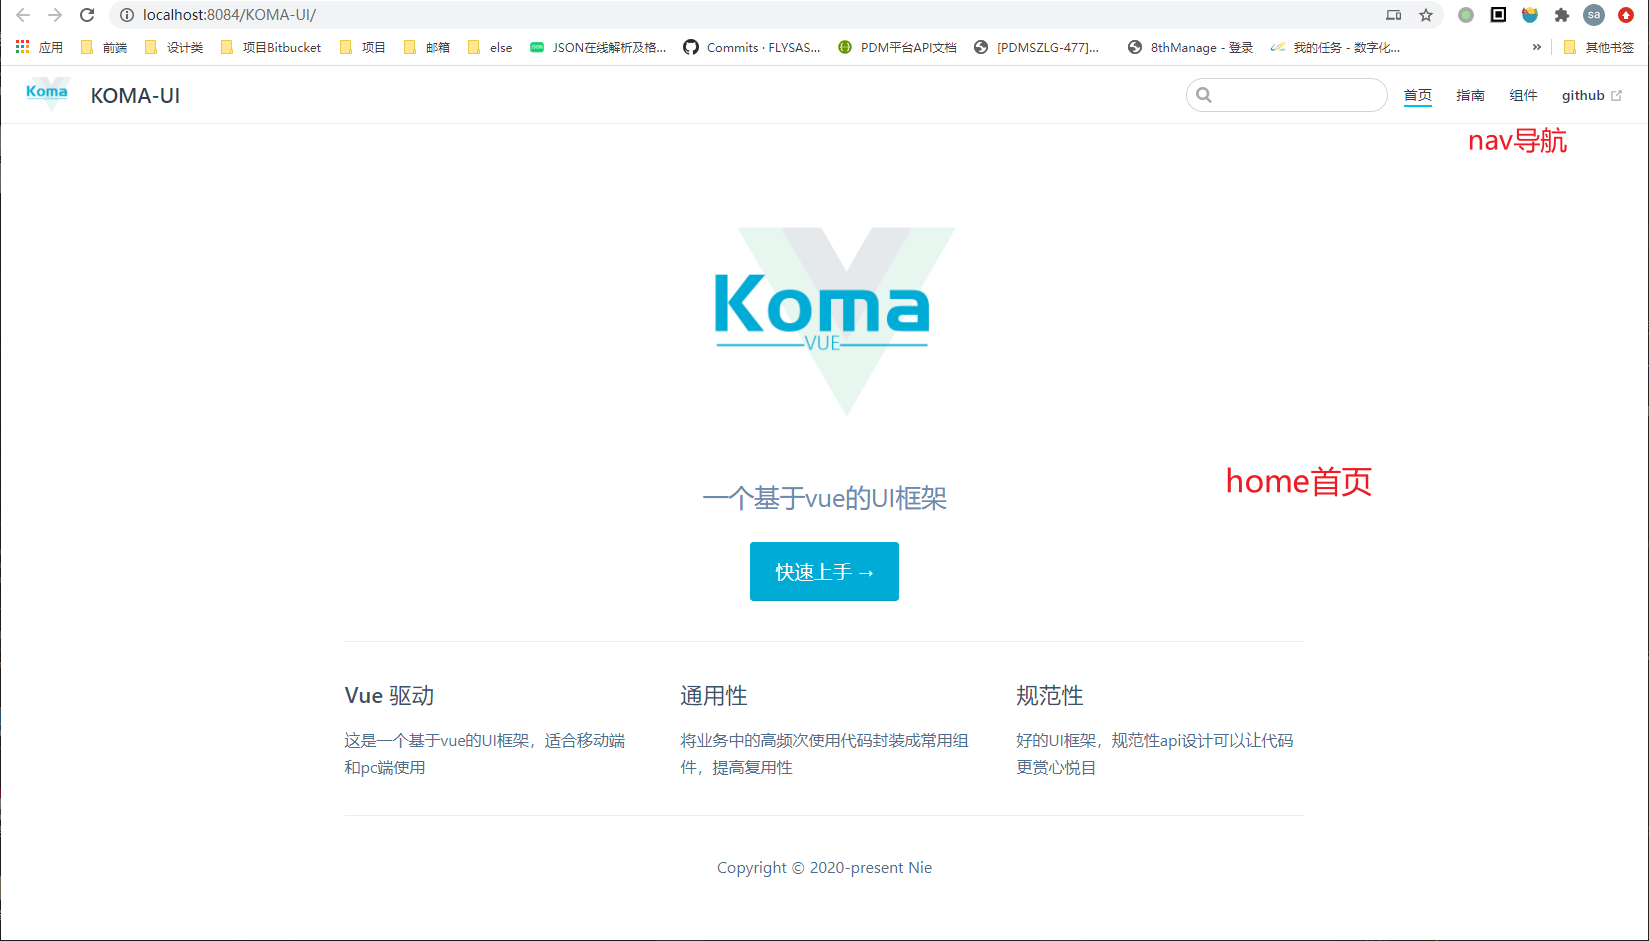 localhost:8084/KOMA-UI/
sa
应用 前端 设计类 项目Bitbucket 项目 邮箱 else JSON JSON在线解析及格... Commits · FLYSAS... PDM平台API文档 [PDMSZLG-477]... 8thManage - 登录 我的任务 - 数字化... » 其他书签
Koma KOMA-UI 首页 指南 组件 github
nav导航
Koma
VUE
home首页
一个基于vue的UI框架
快速上手 →
Vue 驱动 通用性 规范性
这是一个基于vue的UI框架，适合移动端 将业务中的高频次使用代码封装成常用组 好的UI框架，规范性api设计可以让代码
和pc端使用 件，提高复用性 更赏心悦目
Copyright © 2020-present Nie